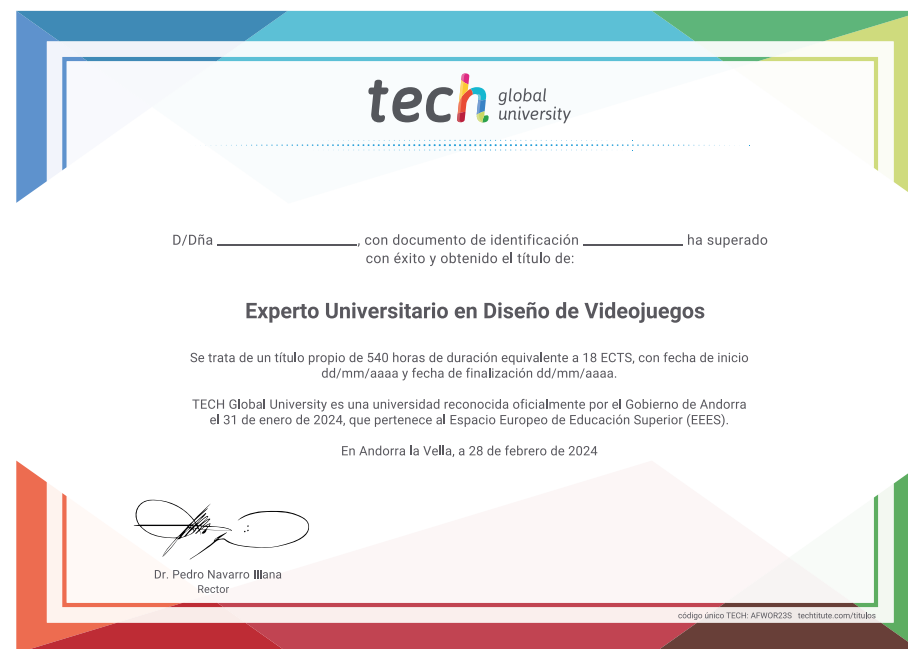 tech global university
D/Dña ____________________, con documento de identificación ______________ ha superado
con éxito y obtenido el título de:
Experto Universitario en Diseño de Videojuegos
Se trata de un título propio de 540 horas de duración equivalente a 18 ECTS, con fecha de inicio
dd/mm/aaaa y fecha de finalización dd/mm/aaaa.
TECH Global University es una universidad reconocida oficialmente por el Gobierno de Andorra
el 31 de enero de 2024, que pertenece al Espacio Europeo de Educación Superior (EEES).
En Andorra la Vella, a 28 de febrero de 2024
Dr. Pedro Navarro Illana
Rector
código único TECH: AFWOR23S techtitute.com/titulos